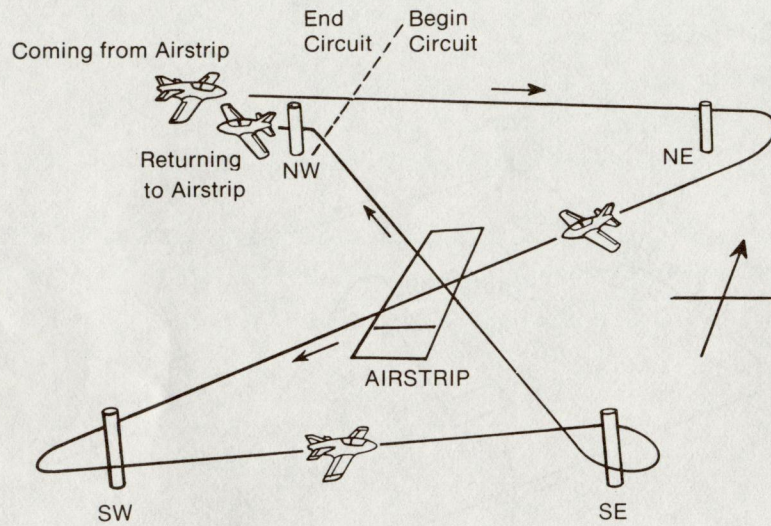 End
Circuit
Begin
Circuit
Coming from Airstrip
Returning
to Airstrip
NW
NE
AIRSTRIP
SW
SE